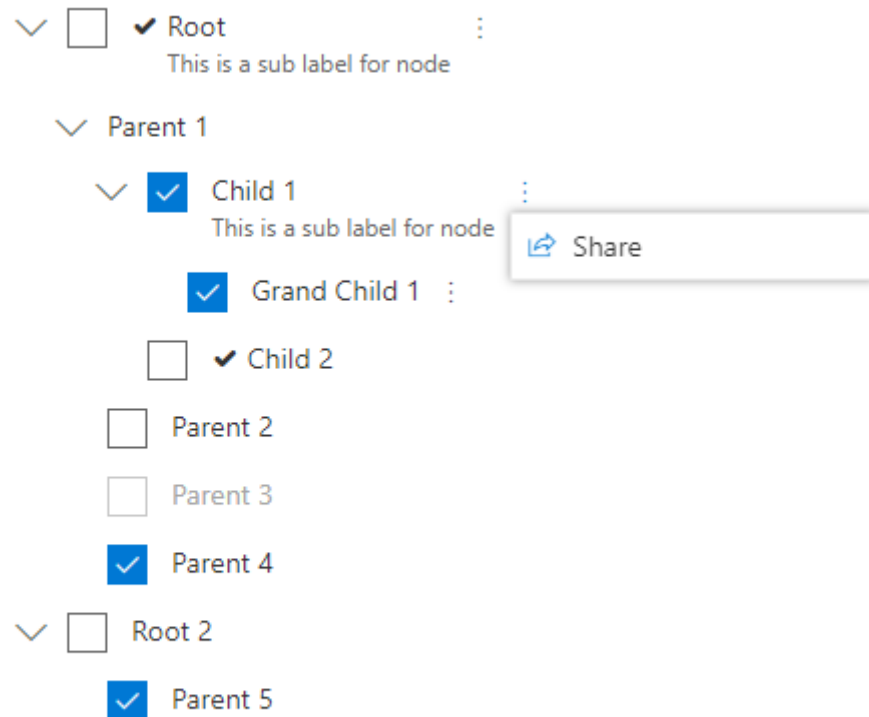 Root
This is a sub label for node
Parent 1
Child 1
This is a sub label for node
Share
Grand Child 1
Child 2
Parent 2
Parent 3
Parent 4
Root 2
Parent 5